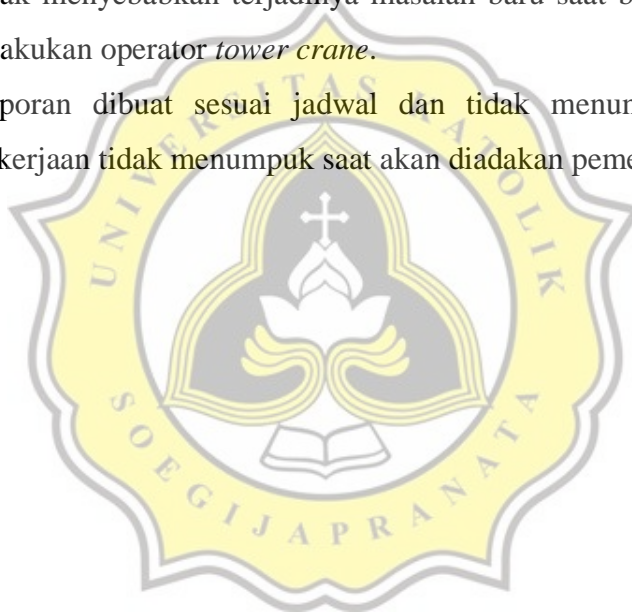 ak menyebabkan terjadinya masalah baru saat b
akukan operator tower crane.
poran dibuat sesuai jadwal dan tidak menum
kerjaan tidak menumpuk saat akan diadakan peme
UNIVERSITAS KATOLIK
SOEGIJAPRANATA